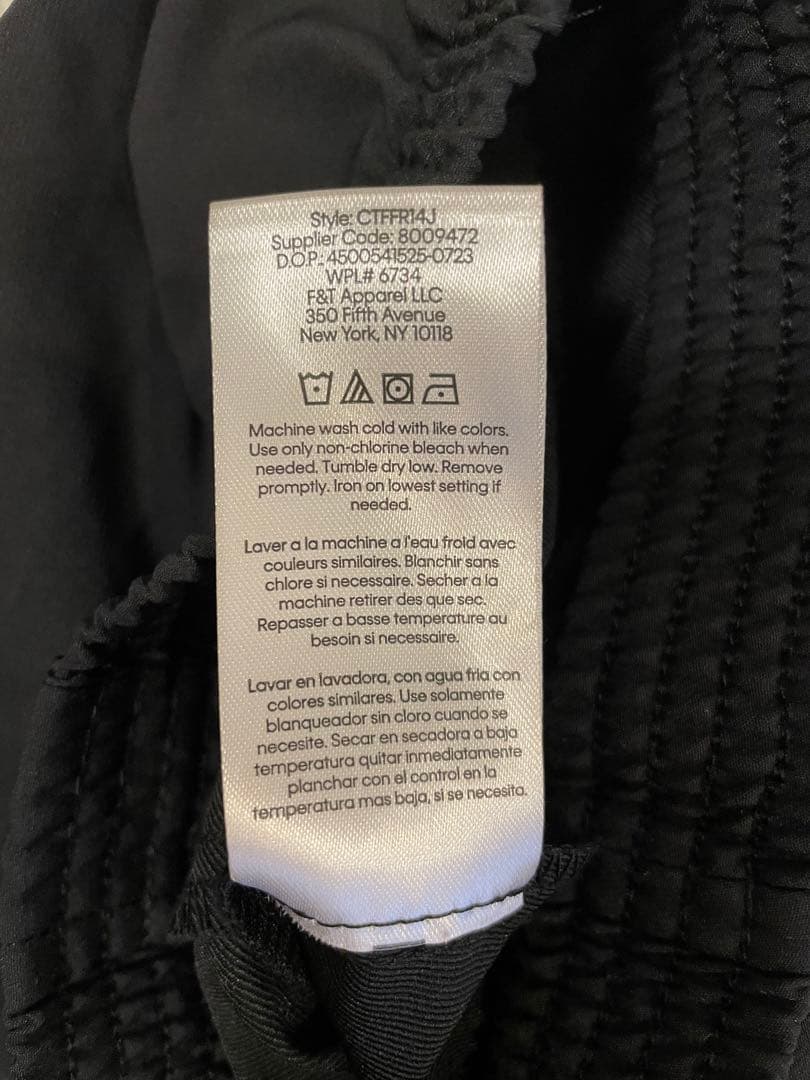 Style: CTFFR14J
Supplier Code: 8009472
D.O.P.: 4500541525-0723
WPL# 6734
F&T Apparel LLC
350 Fifth Avenue
New York, NY 10118
Machine wash cold with like colors.
Use only non-chlorine bleach when
needed. Tumble dry low. Remove
promptly. Iron on lowest setting if
needed.
Laver a la machine a l'eau froid avec
couleurs similaires. Blanchir sans
chlore si necessaire. Secher a la
machine retirer des que sec.
Repasser a basse temperature au
besoin si necessaire.
Lavar en lavadora, con agua fria con
colores similares. Use solamente
blanqueador sin cloro cuando se
necesite. Secar en secadora a baja
temperatura quitar inmediatamente
planchar con el control en la
temperatura mas baja, si se necesita.